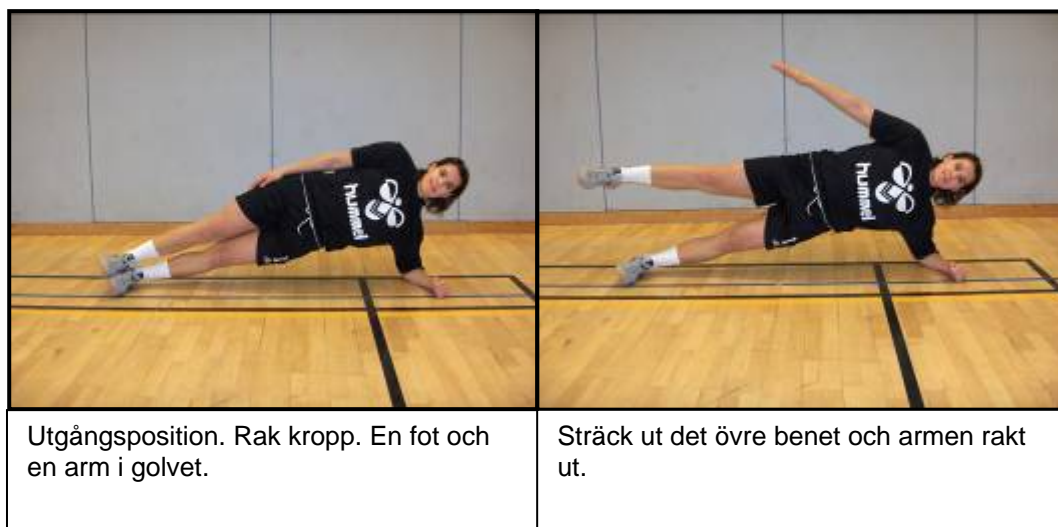 hummel
hummel
Utgångsposition. Rak kropp. En fot och
en arm i golvet.
Sträck ut det övre benet och armen rakt
ut.